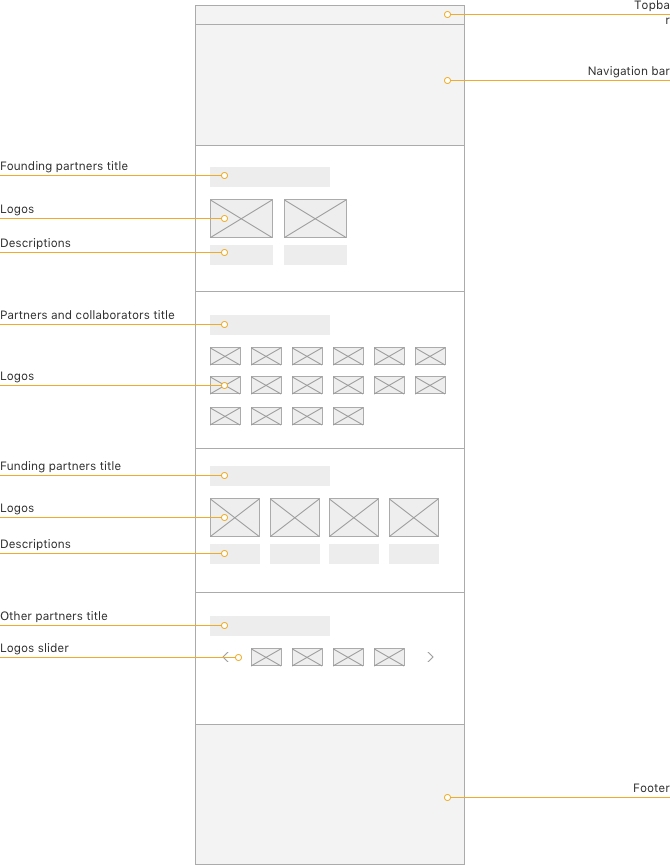 Topba
r
Navigation bar
Founding partners title
Logos
Descriptions
Partners and collaborators title
Logos
Funding partners title
Logos
Descriptions
Other partners title
Logos slider
Footer